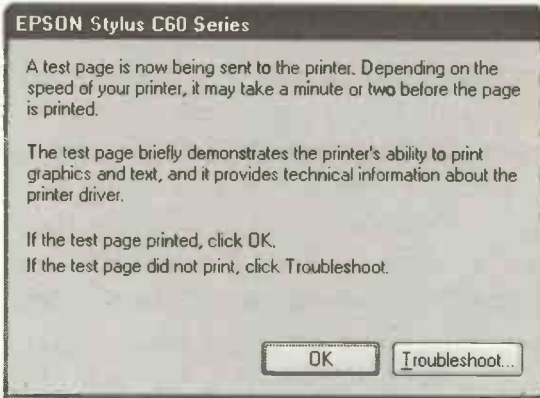 EPSON Stylus C60 Series
A test page is now being sent to the printer. Depending on the
speed of your printer, it may take a minute or two before the page
is printed.
The test page briefly demonstrates the printer's ability to print
graphics and text, and it provides technical information about the
printer driver.
If the test page printed, click OK.
If the test page did not print, click Troubleshoot.
OK
Troubleshoot...